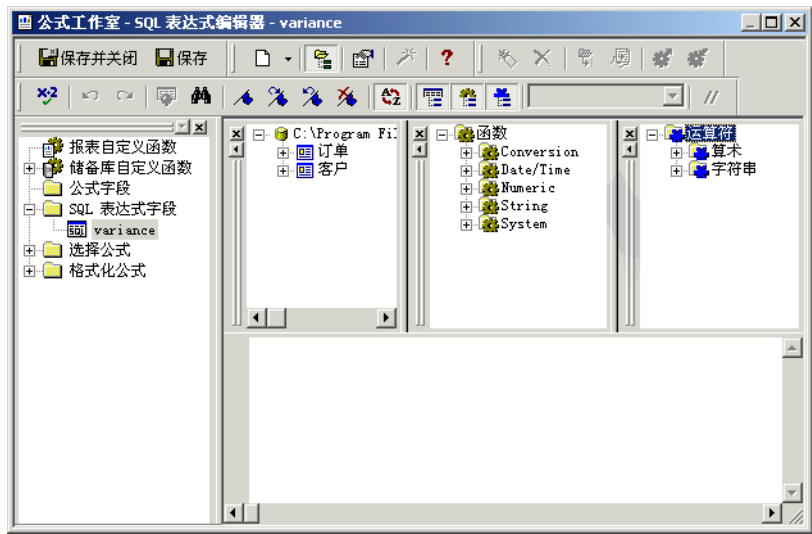 公式工作室 - SQL 表达式编辑器 - variance
保存并关闭 保存
报表自定义函数
储备库自定义函数
公式字段
SQL 表达式字段
variance
选择公式
格式化公式
C:\Program Fil
订单
客户
函数
Conversion
Date/Time
Numeric
String
System
运算符
算术
字符串